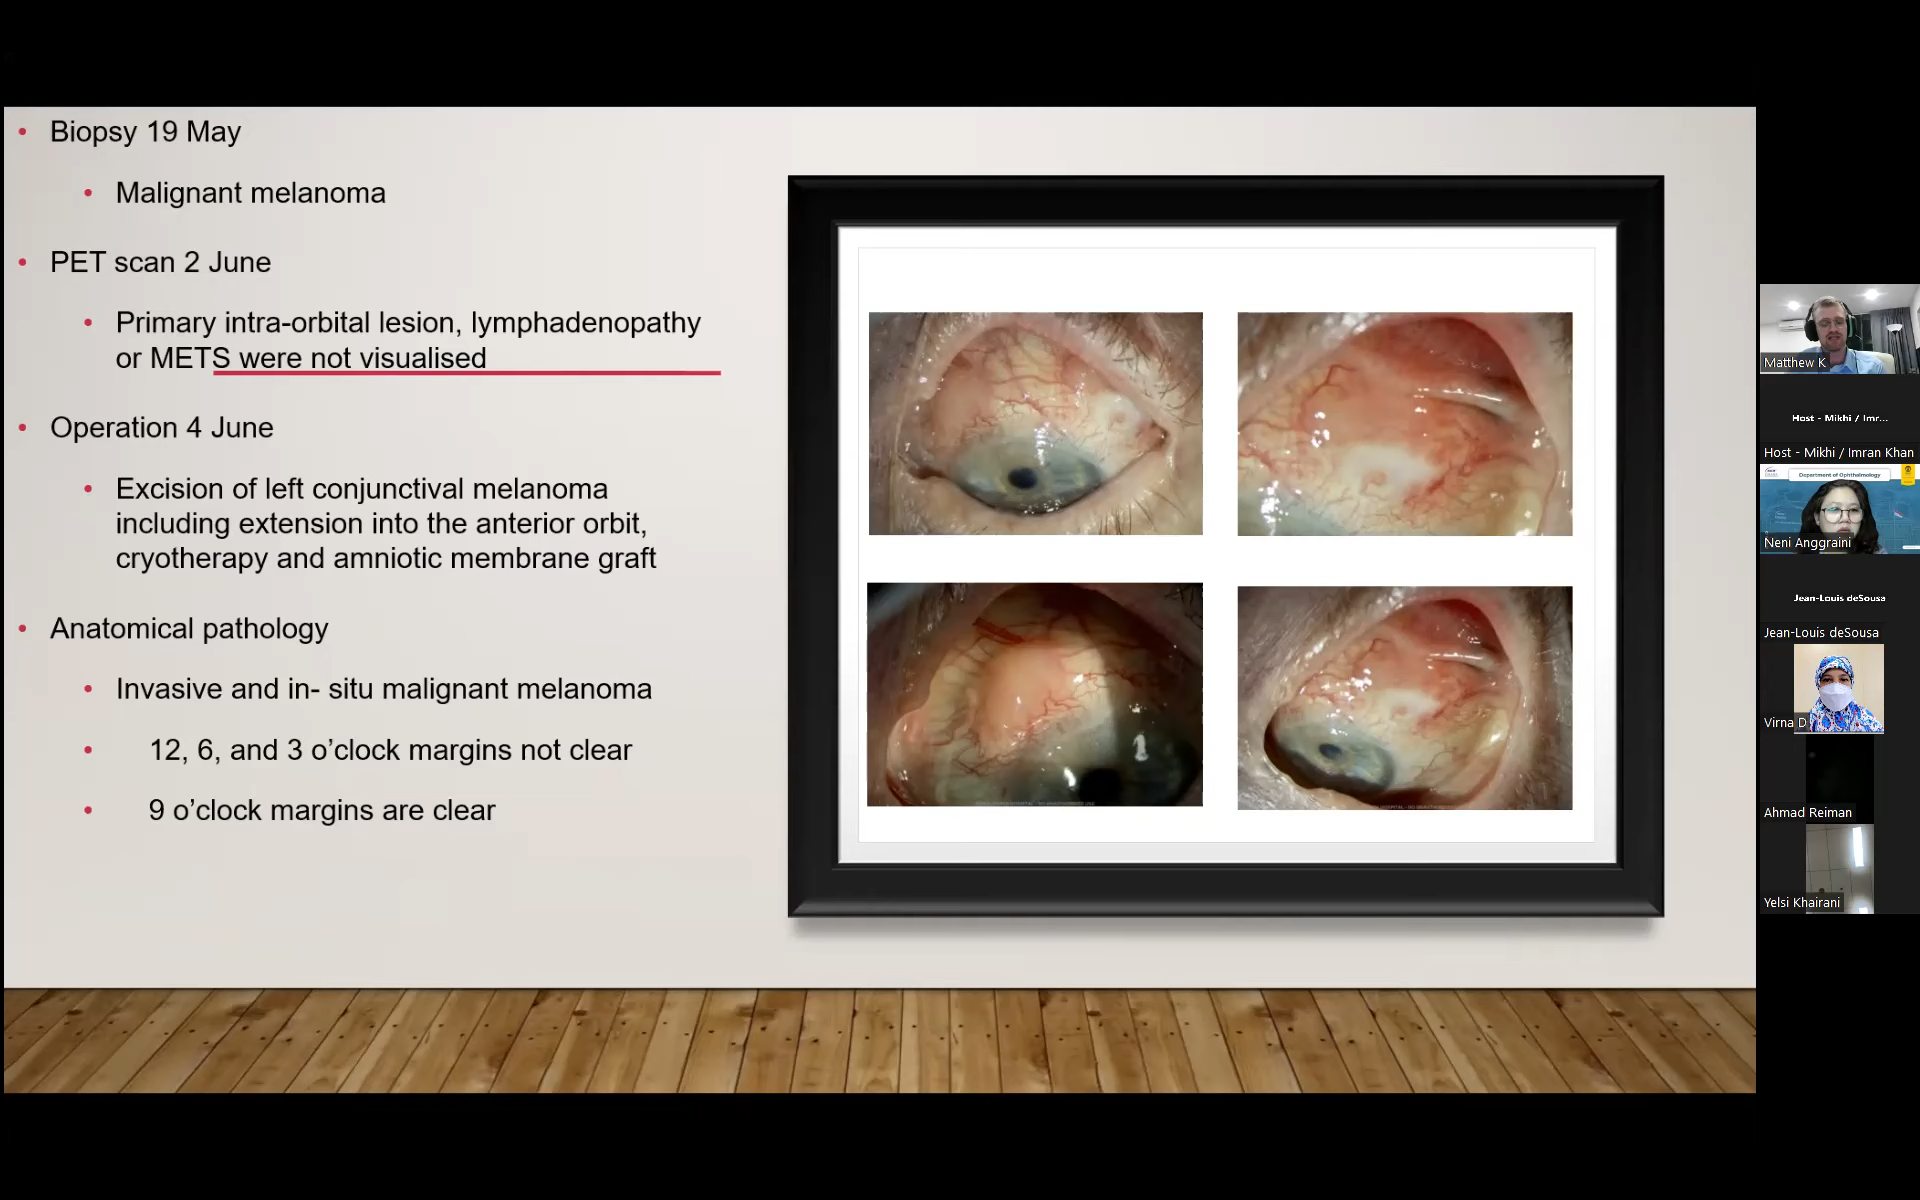 Biopsy 19 May
Malignant melanoma
PET scan 2 June
Primary intra-orbital lesion, lymphadenopathy
or METS were not visualised
Operation 4 June
Excision of left conjunctival melanoma
including extension into the anterior orbit,
cryotherapy and amniotic membrane graft
Anatomical pathology
Invasive and in- situ malignant melanoma
12, 6, and 3 o’clock margins not clear
9 o’clock margins are clear
Matthew K
Host - Mikhi / Imr...
Host - Mikhi / Imran Khan
Department of Ophthalmology
Neni Anggraini
Jean-Louis deSousa
Jean-Louis deSousa
Virna D
Ahmad Reiman
Yelsi Khairani